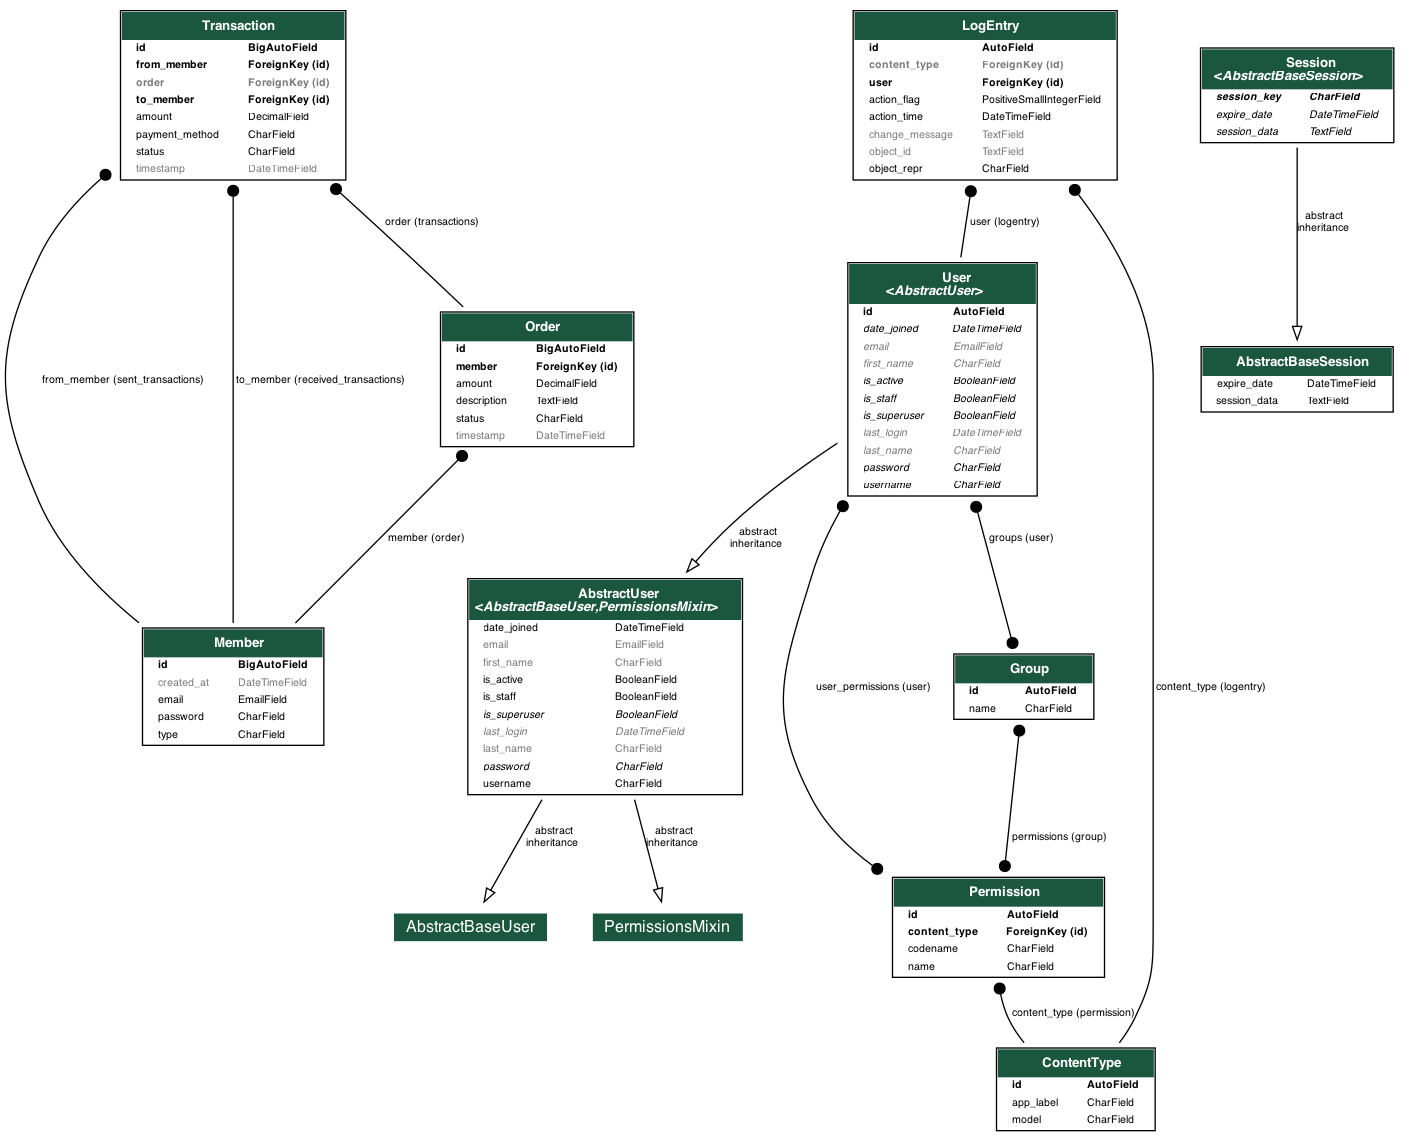 Transaction
id BigAutoField
from_member ForeignKey (id)
order ForeignKey (id)
to_member ForeignKey (id)
amount DecimalField
payment_method CharField
status CharField
timestamp DateTimeField
LogEntry
id AutoField
content_type ForeignKey (id)
user ForeignKey (id)
action_flag PositiveSmallIntegerField
action_time DateTimeField
change_message TextField
object_id TextField
object_repr CharField
Session
<AbstractBaseSession>
session_key CharField
expire_date DateTimeField
session_data TextField
order (transactions)
user (logentry)
abstract
inheritance
User
<AbstractUser>
id AutoField
date_joined DateTimeField
email EmailField
first_name CharField
is_active BooleanField
is_staff BooleanField
is_superuser BooleanField
last_login DateTimeField
last_name CharField
password CharField
username CharField
Order
id BigAutoField
member ForeignKey (id)
amount DecimalField
description TextField
status CharField
timestamp DateTimeField
AbstractBaseSession
expire_date DateTimeField
session_data TextField
from_member (sent_transactions)
to_member (received_transactions)
member (order)
abstract
inheritance
groups (user)
AbstractUser
<AbstractBaseUser,PermissionsMixin>
date_joined DateTimeField
email EmailField
first_name CharField
is_active BooleanField
is_staff BooleanField
is_superuser BooleanField
last_login DateTimeField
last_name CharField
password CharField
username CharField
Member
id BigAutoField
created_at DateTimeField
email EmailField
password CharField
type CharField
Group
id AutoField
name CharField
user_permissions (user)
content_type (logentry)
abstract
inheritance
abstract
inheritance
permissions (group)
AbstractBaseUser
PermissionsMixin
Permission
id AutoField
content_type ForeignKey (id)
codename CharField
name CharField
content_type (permission)
ContentType
id AutoField
app_label CharField
model CharField